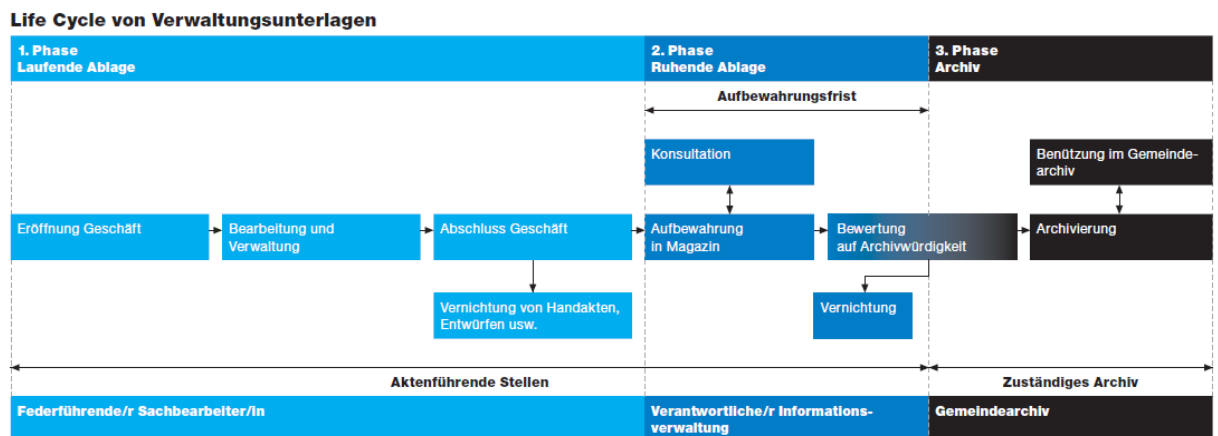 Life Cycle von Verwaltungsunterlagen
1. Phase
Laufende Ablage
2. Phase
Ruhende Ablage
3. Phase
Archiv
Aufbewahrungsfrist
Konsultation
Benützung im Gemeinde-
archiv
Eröffnung Geschäft
Bearbeitung und
Verwaltung
Abschluss Geschäft
Aufbewahrung
in Magazin
Bewertung
auf Archivwürdigkeit
Archivierung
Vernichtung von Handakten,
Entwürfen usw.
Vernichtung
Aktenführende Stellen
Zuständiges Archiv
Federführende/r Sachbearbeiter/in
Verantwortliche/r Informations-
verwaltung
Gemeindearchiv